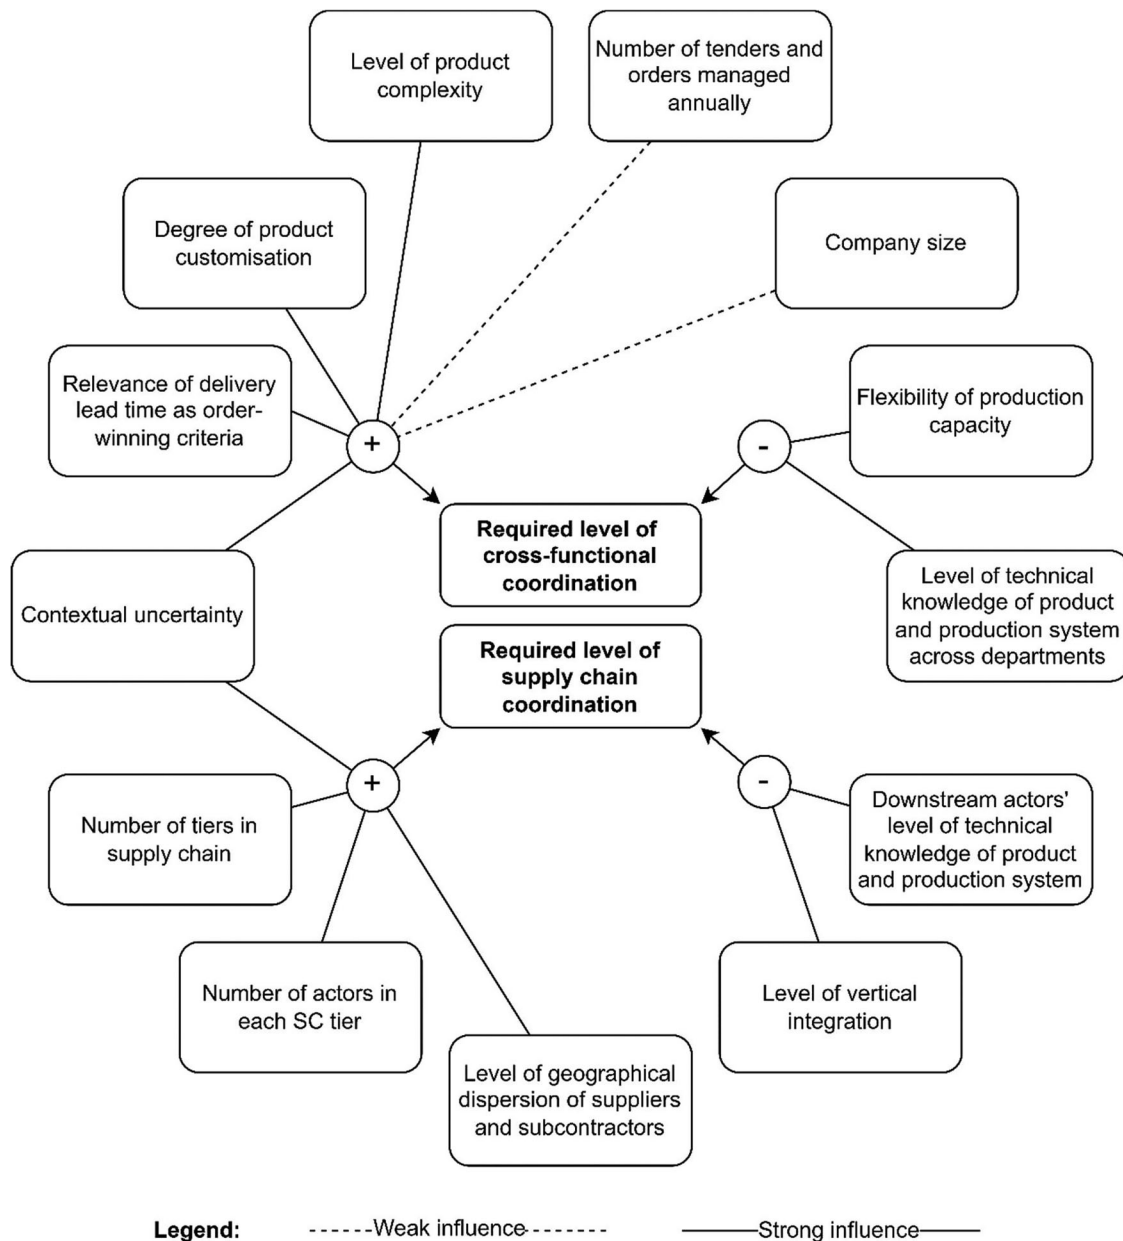 Level of product
complexity
Number of tenders and
orders managed
annually
Degree of product
customisation
Company size
Relevance of delivery
lead time as order-
winning criteria
+
-
Flexibility of production
capacity
Required level of
cross-functional
coordination
Contextual uncertainty
Level of technical
knowledge of product
and production system
across departments
Required level of
supply chain
coordination
Number of tiers in
supply chain
+
-
Downstream actors'
level of technical
knowledge of product
and production system
Number of actors in
each SC tier
Level of vertical
integration
Level of geographical
dispersion of suppliers
and subcontractors
Legend: Weak influence Strong influence